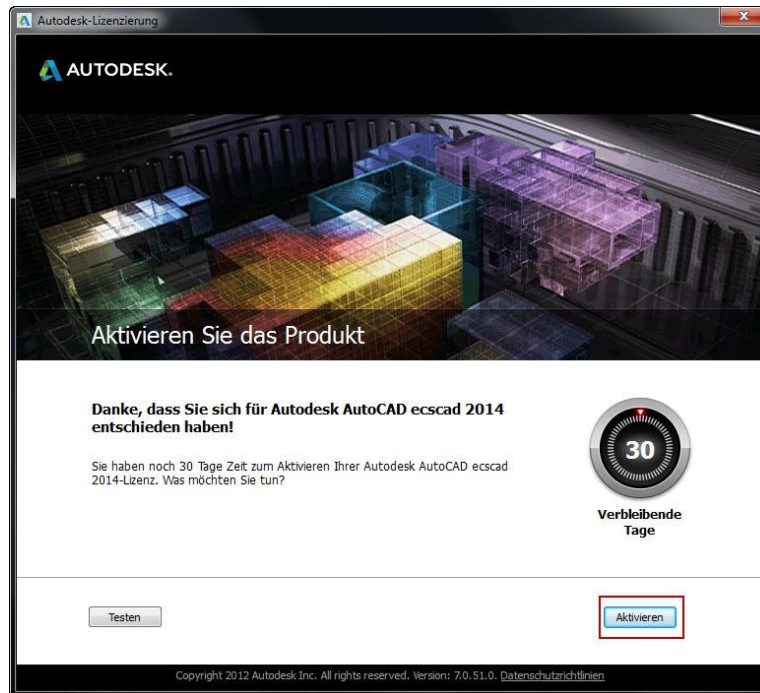 Autodesk-Lizenzierung
AUTODESK.
Aktivieren Sie das Produkt
Danke, dass Sie sich für Autodesk AutoCAD ecscad 2014
entschieden haben!
Sie haben noch 30 Tage Zeit zum Aktivieren Ihrer Autodesk AutoCAD ecscad
2014-Lizenz. Was möchten Sie tun?
30
Verbleibende
Tage
Testen
Aktivieren
Copyright 2012 Autodesk Inc. All rights reserved. Version: 7.0.51.0. Datenschutzrichtlinien